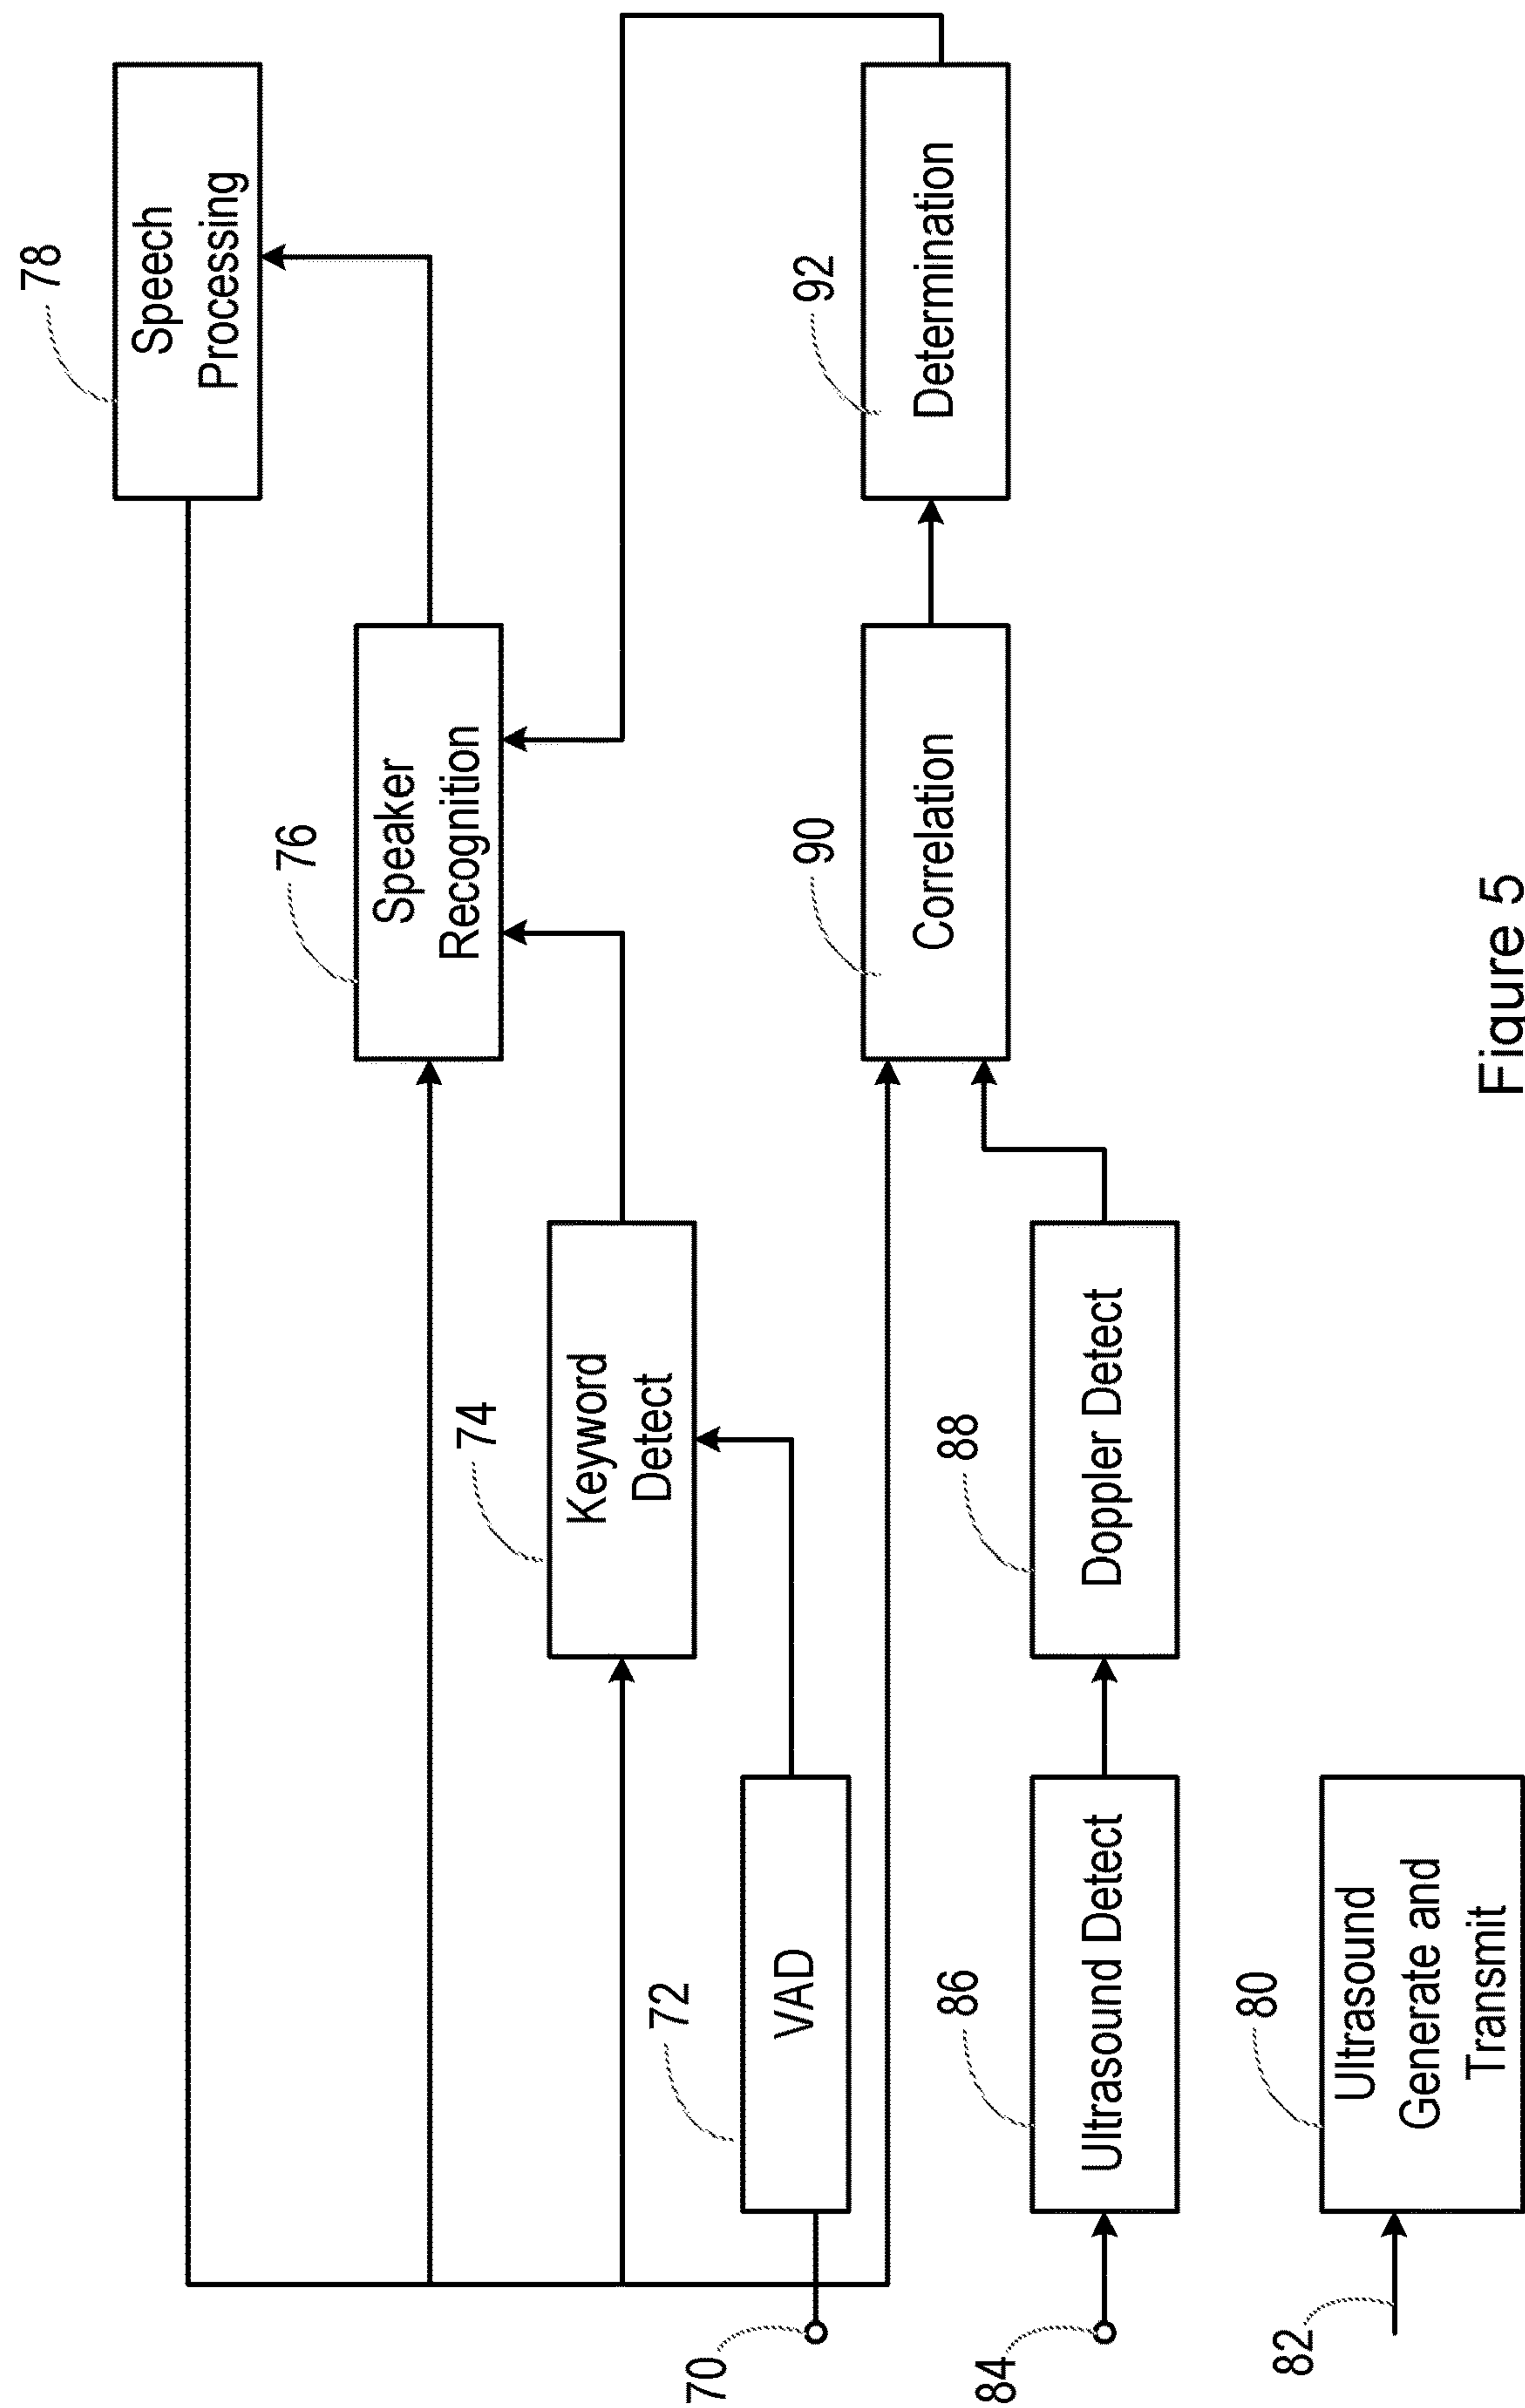 78
Speech
Processing
76
Speaker
Recognition
74
Keyword
Detect
72
VAD
70
92
Determination
90
Correlation
88
Doppler Detect
86
Ultrasound Detect
84
80
Ultrasound
Generate and
Transmit
82
Figure 5